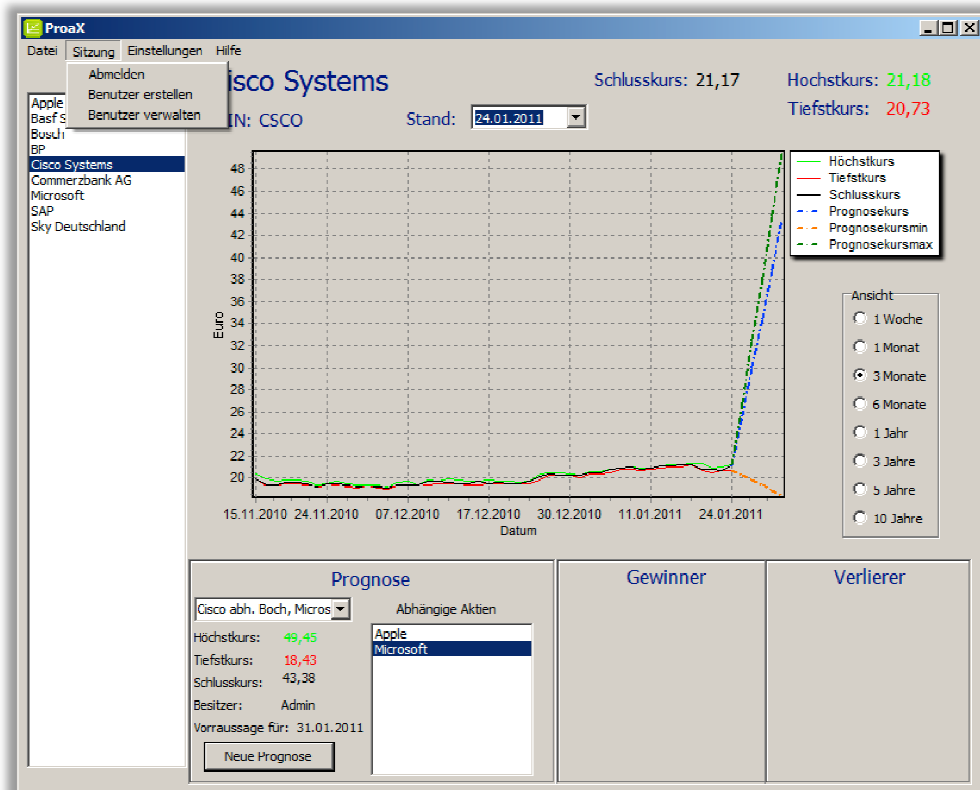 ProaX
Datei Sitzung Einstellungen Hilfe
Abmelden
Benutzer erstellen
Benutzer verwalten
isco Systems
Schlusskurs: 21,17
Hochstkurs: 21,18
Tiefstkurs: 20,73
IN: CSCO
Stand: 24.01.2011
Apple
Basf S
Bosch
BP
Cisco Systems
Commerzbank AG
Microsoft
SAP
Sky Deutschland
48
46
44
42
40
38
36
34
32
30
28
26
24
22
20
Euro
15.11.2010 24.11.2010 07.12.2010 17.12.2010 30.12.2010 11.01.2011 24.01.2011
Datum
Höchstkurs
Tiefstkurs
Schlusskurs
Prognosekurs
Prognosekursmin
Prognosekursmax
Ansicht
1 Woche
1 Monat
3 Monate
6 Monate
1 Jahr
3 Jahre
5 Jahre
10 Jahre
Prognose
Cisco abh. Boch, Micros
Höchstkurs: 49,45
Tiefstkurs: 18,43
Schlusskurs: 43,38
Besitzer: Admin
Vorraussage für: 31.01.2011
Neue Prognose
Abhängige Aktien
Apple
Microsoft
Gewinner
Verlierer